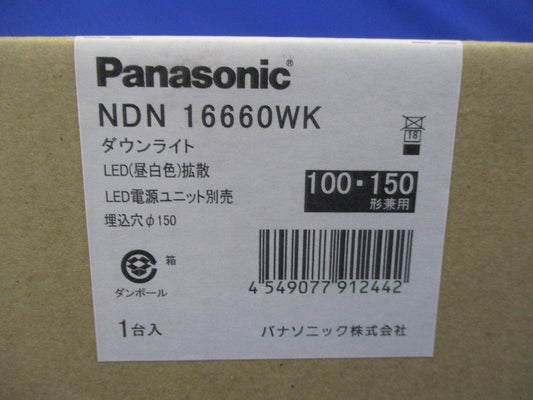 Panasonic®
NDN 16660WK
ダウンライト
LED(昼白色)拡散
LED電源ユニット別売
埋込穴φ150
18
100・150
形兼用
箱
ダンボール
4 549077 912442
1台入
パナソニック株式会社